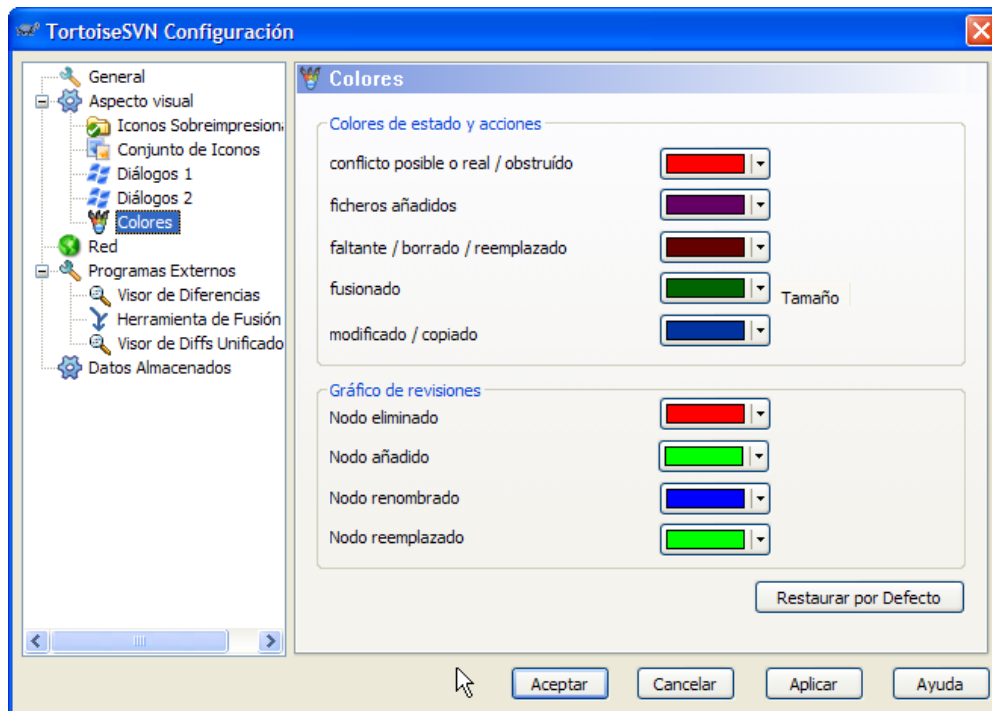 TortoiseSVN Configuración
General
Aspecto visual
Iconos Sobreimpresion
Conjunto de Iconos
Diálogos 1
Diálogos 2
Colores
Red
Programas Externos
Visor de Diferencias
Herramienta de Fusión
Visor de Diffs Unificado
Datos Almacenados
Colores
Colores de estado y acciones
conflicto posible o real / obstruído
ficheros añadidos
faltante / borrado / reemplazado
fusionado
Tamaño
modificado / copiado
Gráfico de revisiones
Nodo eliminado
Nodo añadido
Nodo renombrado
Nodo reemplazado
Restaurar por Defecto
Aceptar
Cancelar
Aplicar
Ayuda